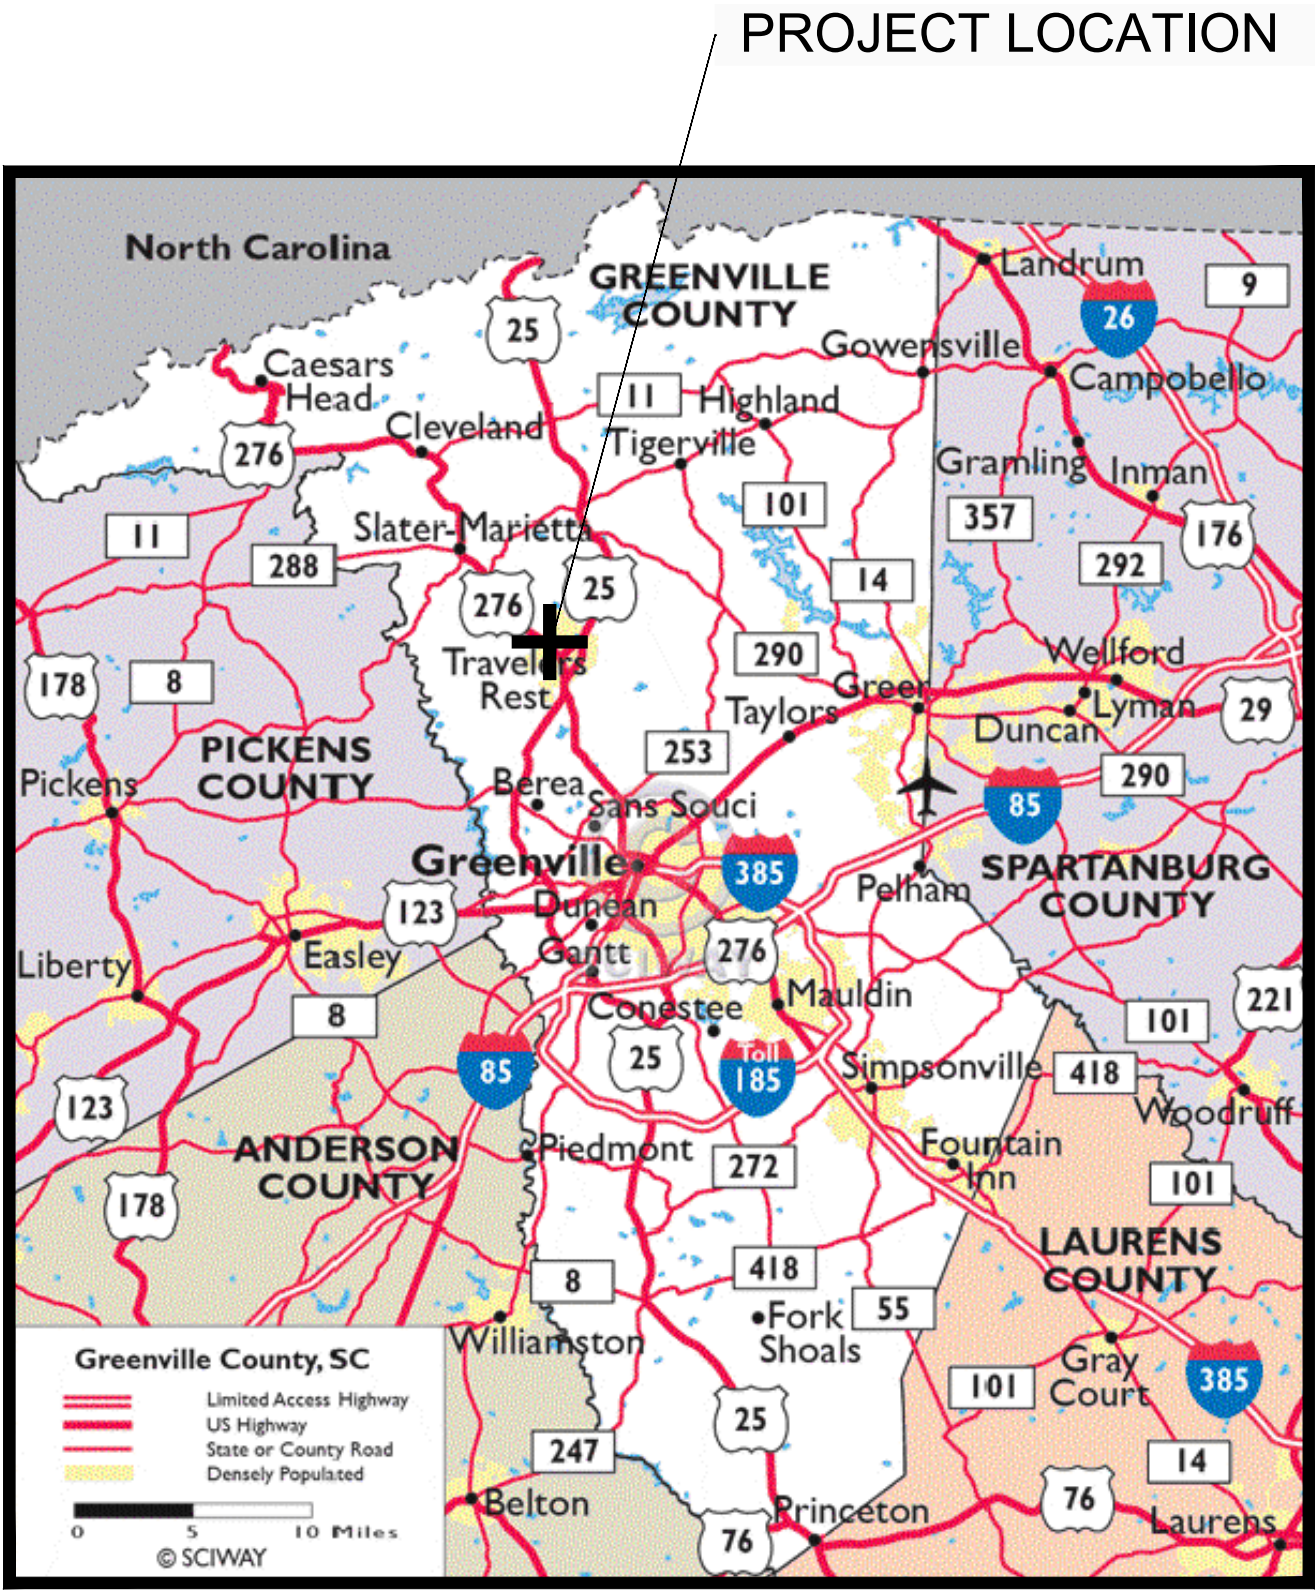 PROJECT LOCATION
North Carolina
GREENVILLE
COUNTY
25
Landrum
9
26
Gowensville
Caesars
Head
11
Highland
Campobello
276
Cleveland
Tigerville
Gramling
Inman
101
357
176
11
Slater-Marietta
288
292
276
25
14
Travelers
Rest
290
Wellford
178
8
Greer
Lyman
29
Taylors
Duncan
PICKENS
COUNTY
253
290
Pickens
Berea
Sans Souci
85
Greenville
385
SPARTANBURG
COUNTY
Pelham
123
Dunean
Gantt
276
SCIWAY
Easley
Liberty
Conestee
Mauldin
221
8
101
25
Toll
185
85
Simpsonville
418
123
Woodruff
ANDERSON
COUNTY
Piedmont
272
Fountain
Inn
101
178
LAURENS
COUNTY
8
418
55
Fork
Shoals
Williamston
Gray
Court
385
101
25
247
14
76
Belton
Princeton
Laurens
76
Greenville County, SC
Limited Access Highway
US Highway
State or County Road
Densely Populated
0 5 10 Miles
© SCIWAY